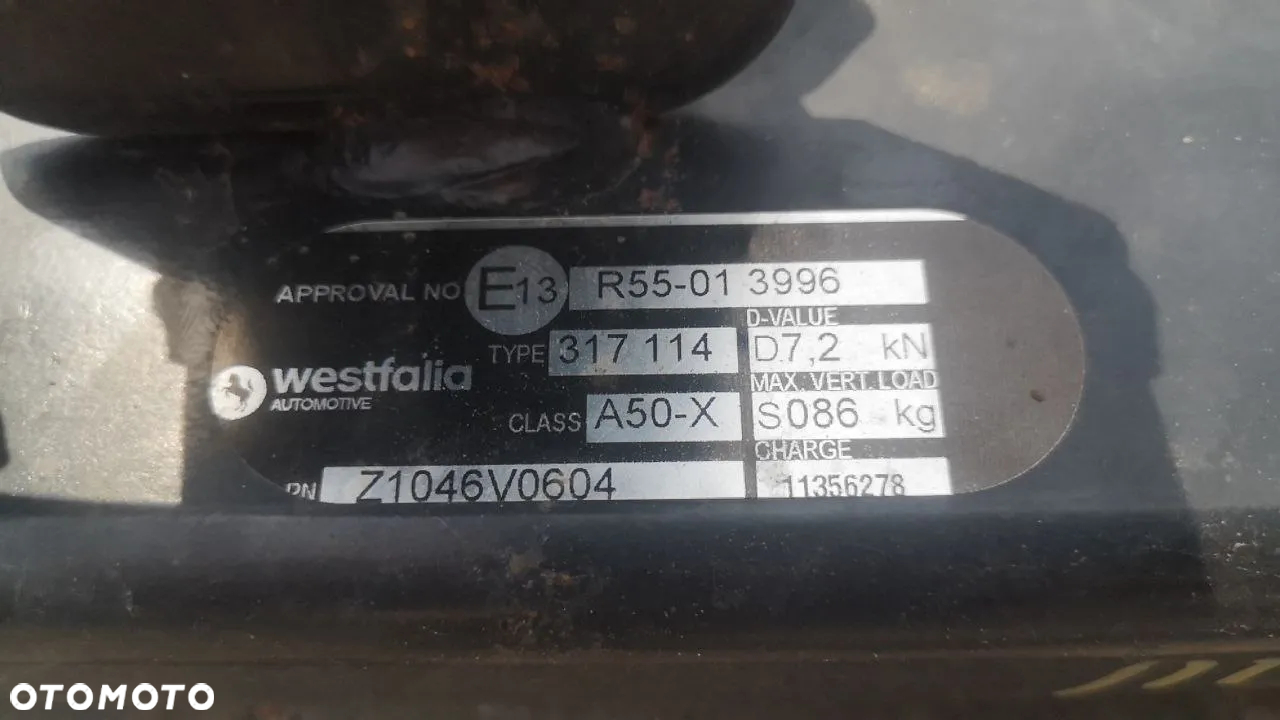 APPROVAL NO E13 R55-01 3996
D-VALUE
TYPE 317 114 D7,2 kN
westfalia
AUTOMOTIVE
MAX. VERT. LOAD
CLASS A50-X S086 kg
CHARGE
PN Z1046V0604 11356278
OTOMOTO